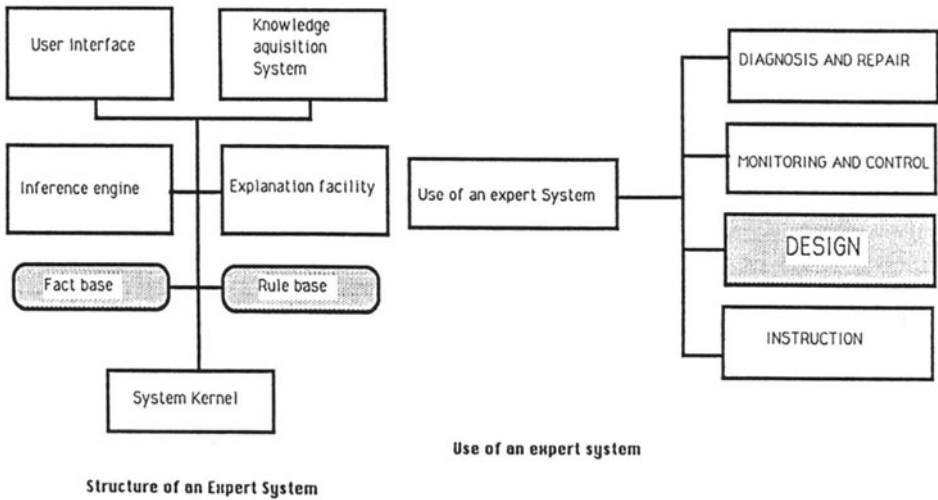 User Interface
Knowledge
aquisition
System
Inference engine
Explanation facility
Fact base
Rule base
System Kernel
Structure of an Expert System
Use of an expert System
DIAGNOSIS AND REPAIR
MONITORING AND CONTROL
DESIGN
INSTRUCTION
Use of an expert system